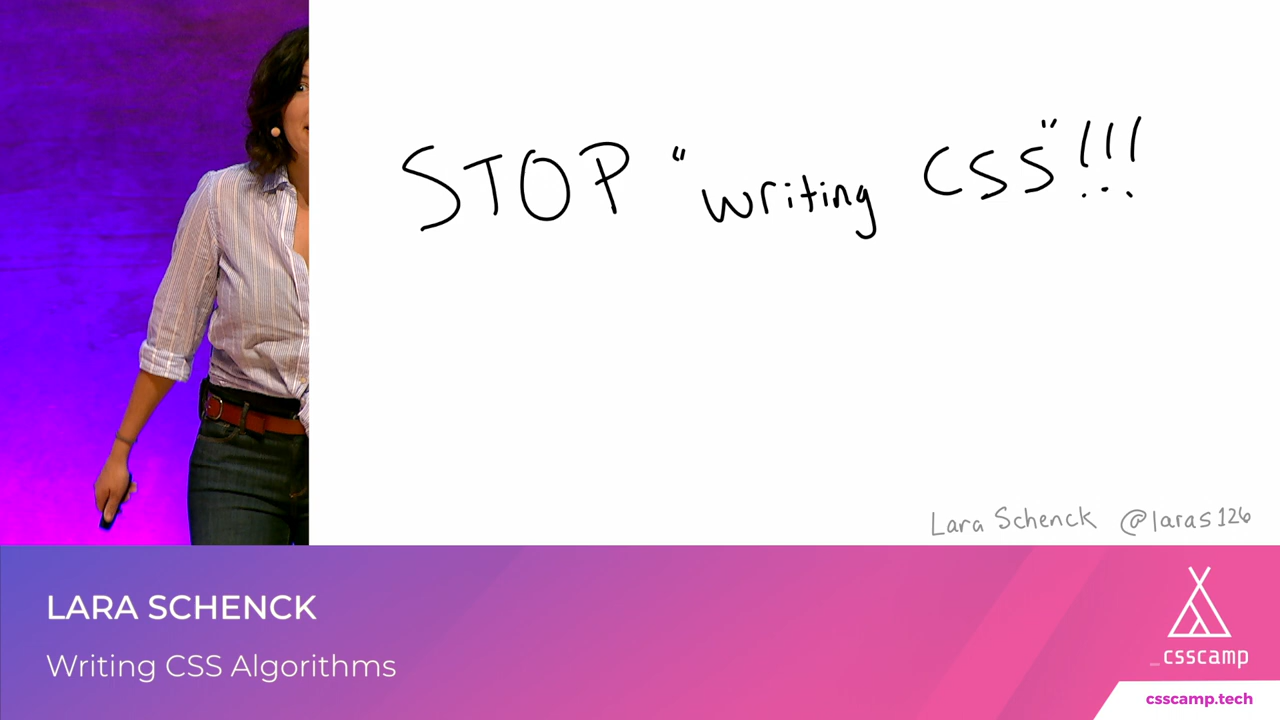 STOP "writing CSS"!!!
Lara Schenck @laras126
LARA SCHENCK
Writing CSS Algorithms
_csscamp
csscamp.tech